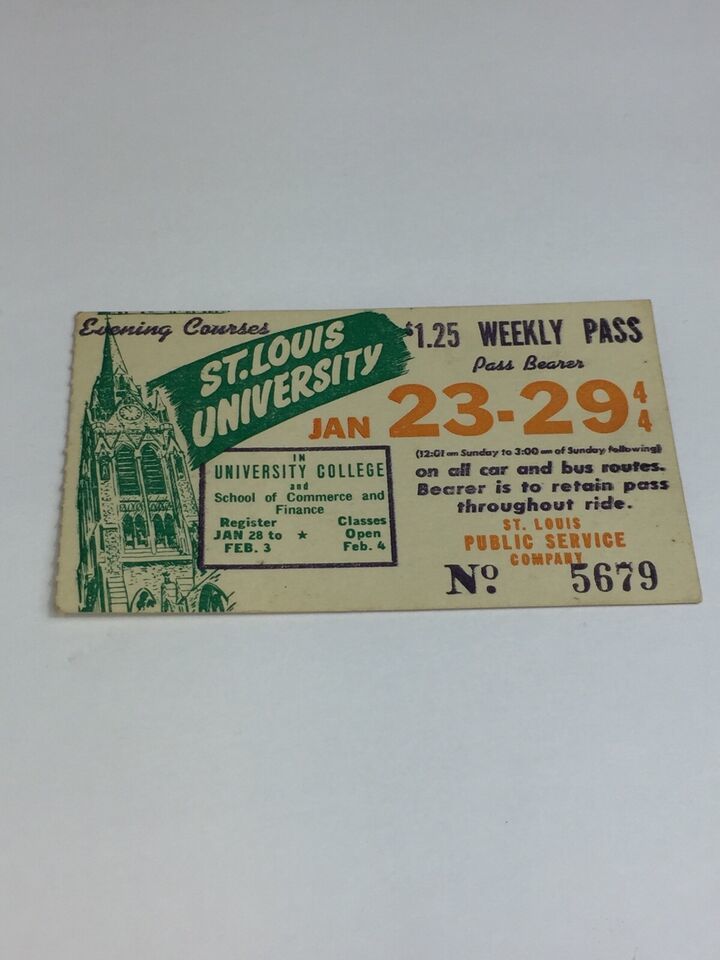 Evening Courses
ST. LOUIS
UNIVERSITY
IN
UNIVERSITY COLLEGE
and
School of Commerce and
Finance
Register
JAN 28 to
FEB. 3
★
Classes
Open
Feb. 4
$1.25 WEEKLY PASS
Pass Bearer
JAN 23-29 44
(12:01 am Sunday to 3:00 am of Sunday following)
on all car and bus routes.
Bearer is to retain pass
throughout ride.
ST. LOUIS
PUBLIC SERVICE
COMPANY
Nº. 5679